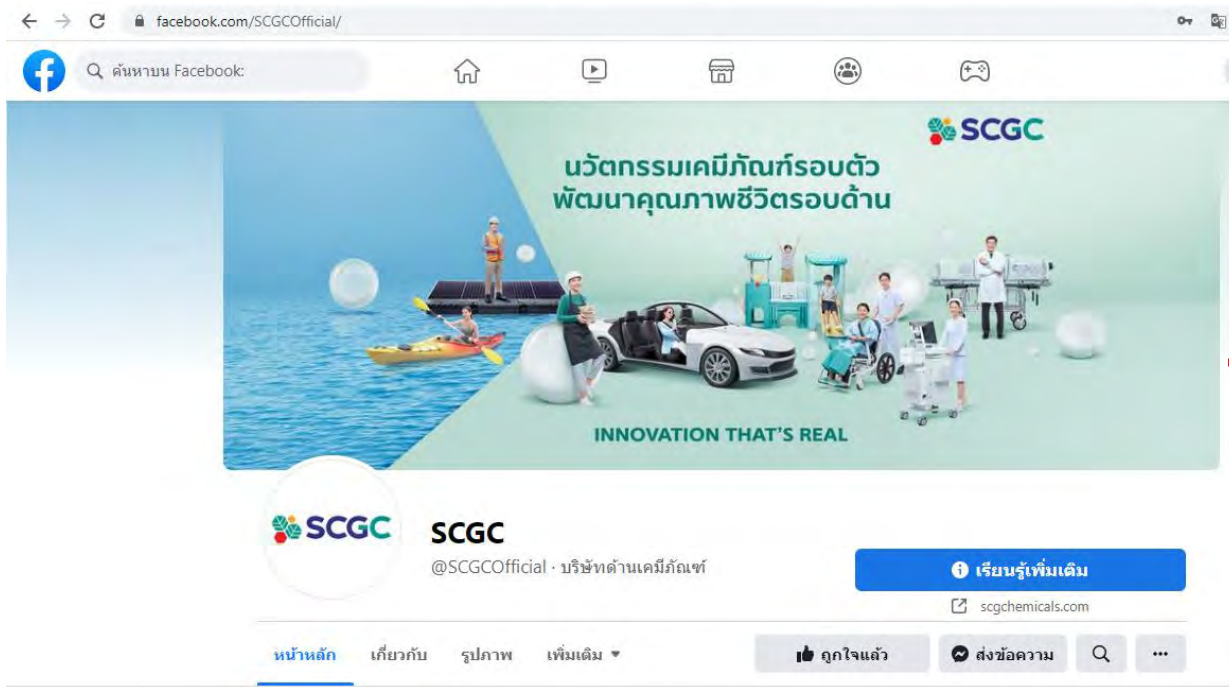 facebook.com/SCGCOfficial/
ค้นหาบน Facebook:
SCGC
นวัตกรรมเคมีภัณฑ์รอบตัว
พัฒนาคุณภาพชีวิตรอบด้าน
INNOVATION THAT'S REAL
SCGC
SCGC
@SCGCOfficial · บริษัทด้านเคมีภัณฑ์
เรียนรู้เพิ่มเติม
scgchemicals.com
หน้าหลัก เกี่ยวกับ รูปภาพ เพิ่มเติม ถูกใจแล้ว ส่งข้อความ